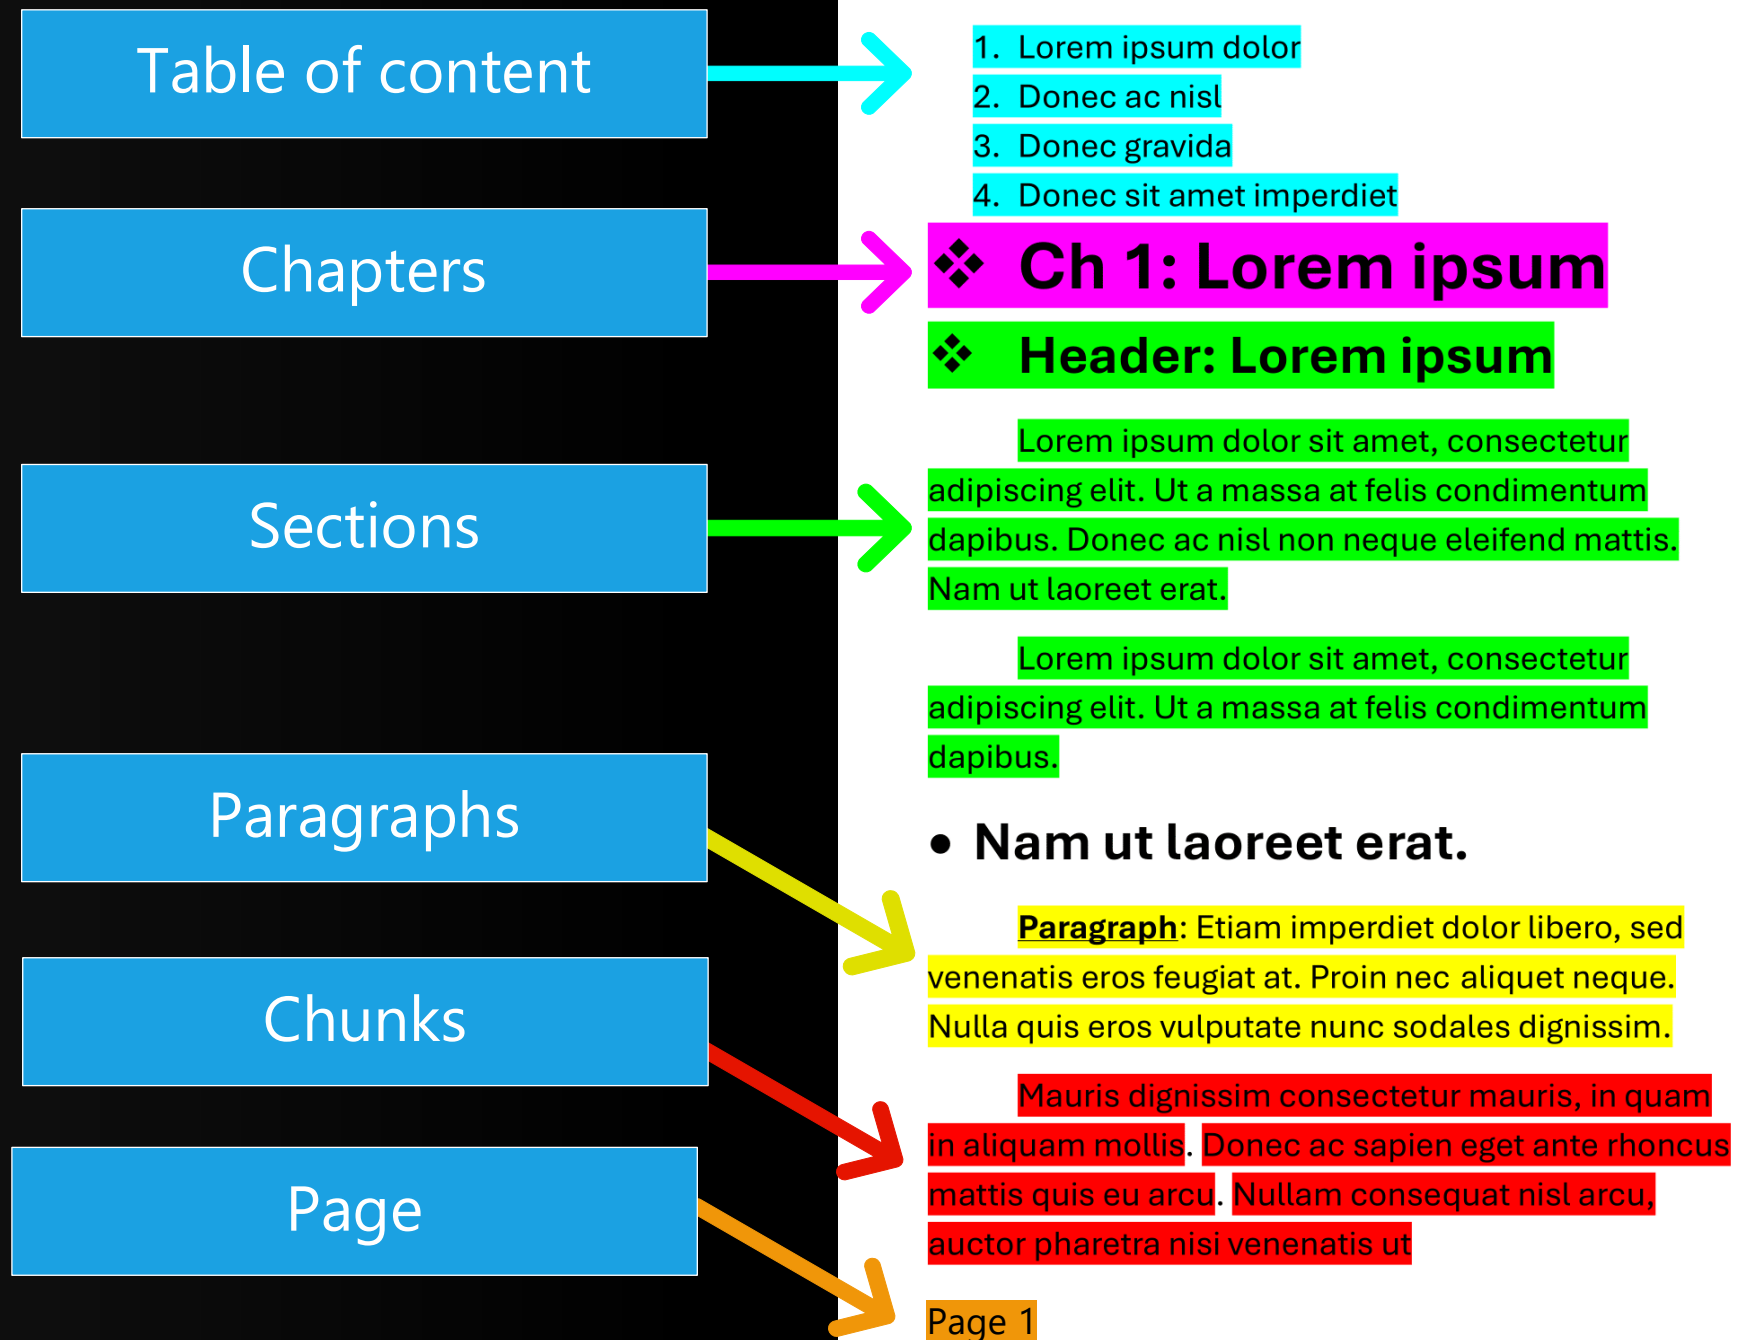 Table of content
1. Lorem ipsum dolor
2. Donec ac nisl
3. Donec gravida
4. Donec sit amet imperdiet
Chapters
❖ Ch 1: Lorem ipsum
❖ Header: Lorem ipsum
Sections
Lorem ipsum dolor sit amet, consectetur
adipiscing elit. Ut a massa at felis condimentum
dapibus. Donec ac nisl non neque eleifend mattis.
Nam ut laoreet erat.
Lorem ipsum dolor sit amet, consectetur
adipiscing elit. Ut a massa at felis condimentum
dapibus.
Paragraphs
• Nam ut laoreet erat.
Paragraph: Etiam imperdiet dolor libero, sed
venenatis eros feugiat at. Proin nec aliquet neque.
Nulla quis eros vulputate nunc sodales dignissim.
Chunks
Mauris dignissim consectetur mauris, in quam
in aliquam mollis. Donec ac sapien eget ante rhoncus
mattis quis eu arcu. Nullam consequat nisl arcu,
auctor pharetra nisi venenatis ut
Page
Page 1